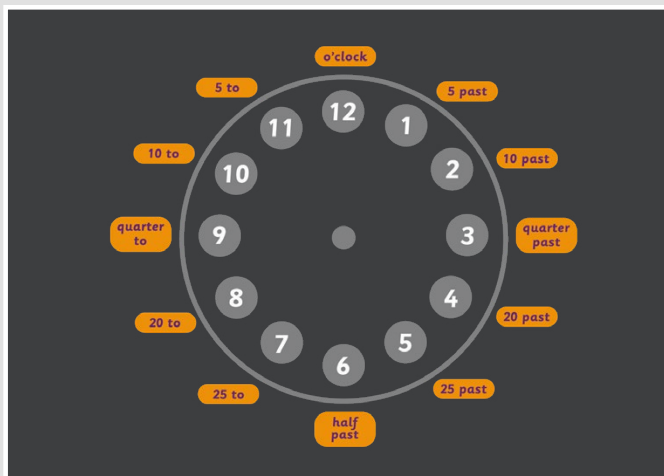 o'clock
5 to
5 past
12
11
1
10 to
10 past
10
2
quarter
to
9
3
quarter
past
8
4
20 to
20 past
7
5
6
25 to
25 past
half
past